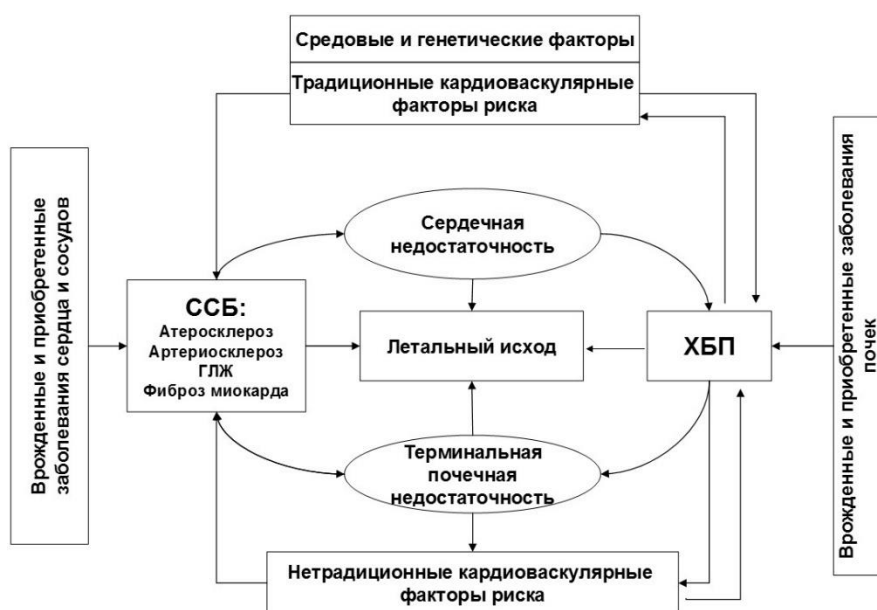 Средовые и генетические факторы
Традиционные кардиоваскулярные
факторы риска
Врожденные и приобретенные
заболевания сердца и сосудов
Сердечная
недостаточность
ССБ:
Атеросклероз
Артериосклероз
ГЛЖ
Фиброз миокарда
Летальный исход
ХБП
Врожденные и приобретенные заболевания
почек
Терминальная
почечная
недостаточность
Нетрадиционные кардиоваскулярные
факторы риска